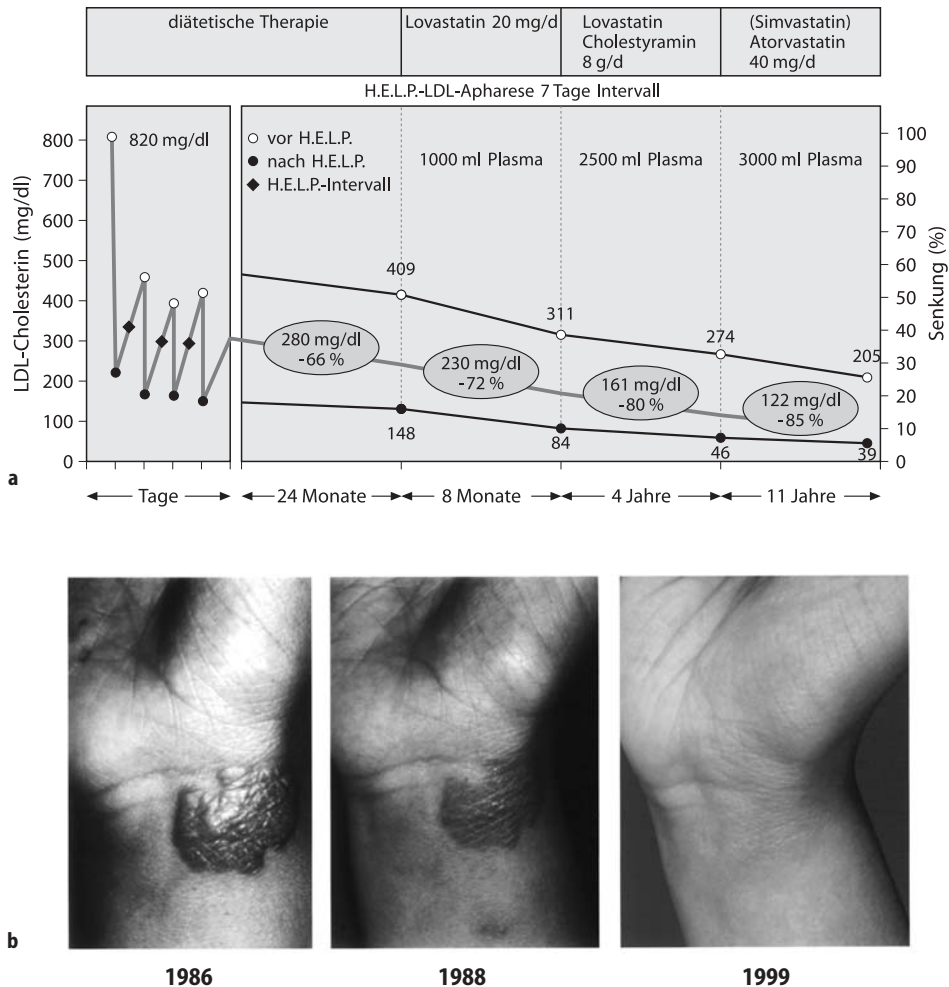 diätetische Therapie
Lovastatin 20 mg/d
Lovastatin
Cholestyramin
8 g/d
(Simvastatin)
Atorvastatin
40 mg/d
H.E.L.P.-LDL-Apharese 7 Tage Intervall
LDL-Cholesterin (mg/dl)
800
700
600
500
400
300
200
100
0
820 mg/dl
vor H.E.L.P.
nach H.E.L.P.
H.E.L.P.-Intervall
1000 ml Plasma
2500 ml Plasma
3000 ml Plasma
409
311
274
205
280 mg/dl
-66 %
230 mg/dl
-72 %
161 mg/dl
-80 %
122 mg/dl
-85 %
148
84
46
39
100
90
80
70
60
50
40
30
20
10
0
Senkung (%)
a
Tage
24 Monate
8 Monate
4 Jahre
11 Jahre
b
1986
1988
1999